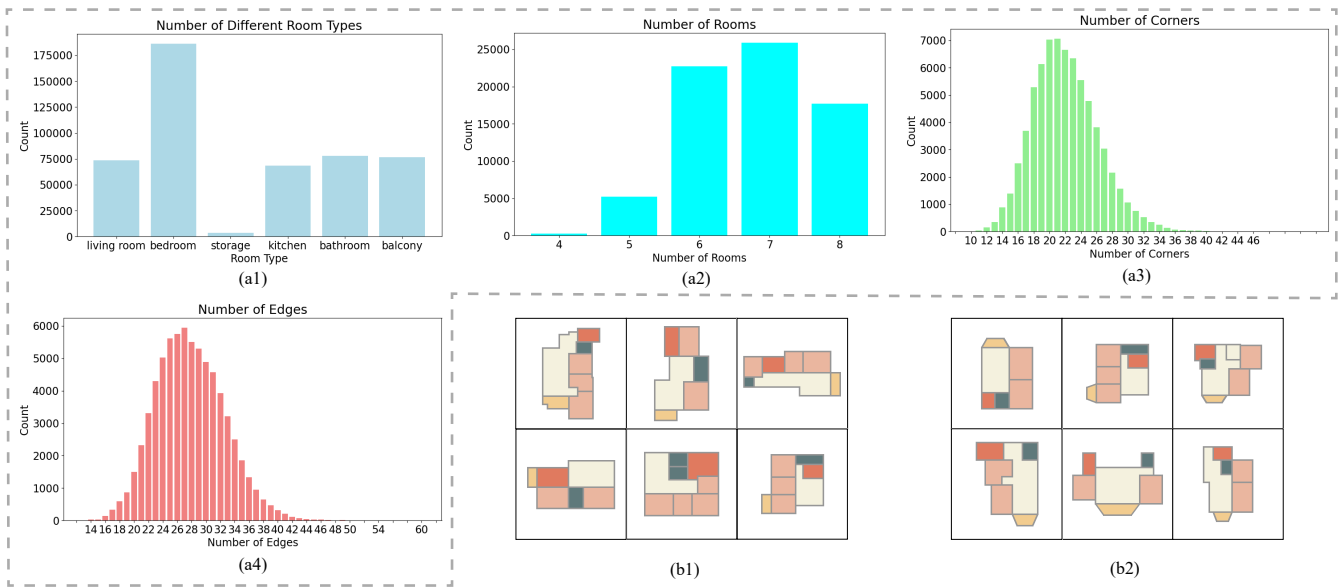 Number of Different Room Types
175000
150000
125000
100000
75000
50000
25000
0
Count
living room bedroom storage kitchen bathroom balcony
Room Type
(a1)
Number of Rooms
25000
20000
15000
10000
5000
0
Count
4 5 6 7 8
Number of Rooms
(a2)
Number of Corners
7000
6000
5000
4000
3000
2000
1000
0
Count
10 12 14 16 18 20 22 24 26 28 30 32 34 36 38 40 42 44 46
Number of Corners
(a3)
Number of Edges
6000
5000
4000
3000
2000
1000
0
Count
14 16 18 20 22 24 26 28 30 32 34 36 38 40 42 44 46 48 50 54 60
Number of Edges
(a4)
(b1)
(b2)